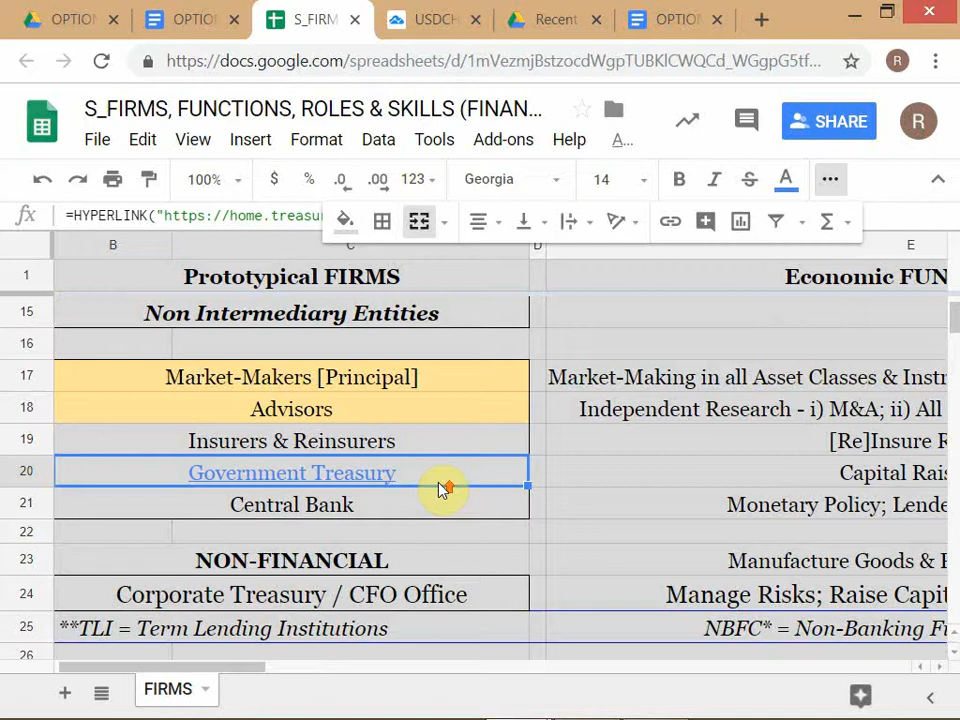 OPTION
OPTION
S_FIRM
USDCH
Recent
OPTION
https://docs.google.com/spreadsheets/d/1mVezmjBstzocdWgpTUBKlCWQCd_WGgpG5tf...
R
S_FIRMS, FUNCTIONS, ROLES & SKILLS (FINAN...
SHARE
R
File Edit View Insert Format Data Tools Add-ons Help A...
100% $ % .0 .00 123 Georgia 14 B I S A
fx =HYPERLINK("https://home.treasu
B C D E
1 Prototypical FIRMS Economic FUN
15 Non Intermediary Entities
16
17 Market-Makers [Principal] Market-Making in all Asset Classes & Instr
18 Advisors Independent Research - i) M&A; ii) All
19 Insurers & Reinsurers [Re]Insure R
20 Government Treasury Capital Rais
21 Central Bank Monetary Policy; Lende
22
23 NON-FINANCIAL Manufacture Goods &
24 Corporate Treasury / CFO Office Manage Risks; Raise Capit
25 **TLI = Term Lending Institutions NBFC* = Non-Banking Fi
26
FIRMS